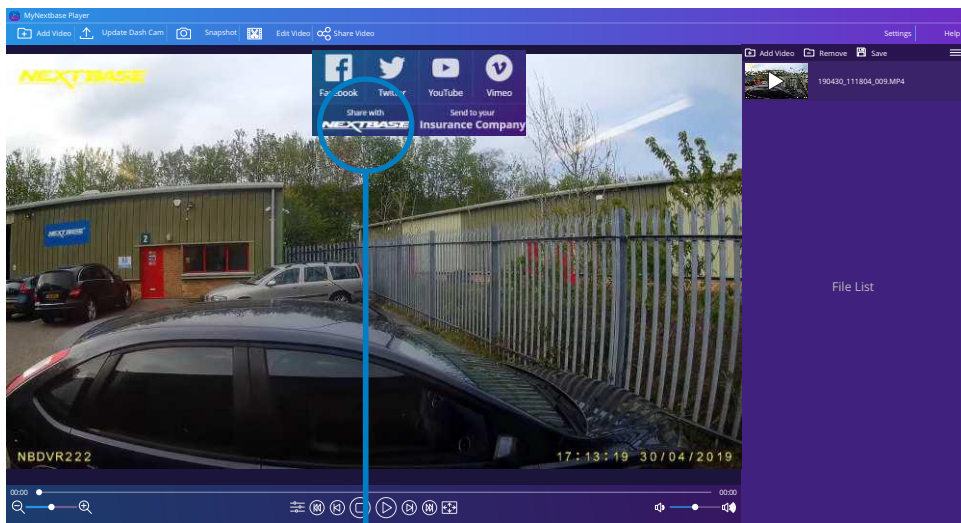 MyNextbase Player
Add Video Update Dash Cam Snapshot Edit Video Share Video Settings Help
Add Video Remove Save
NEXTBASE
Facebook Twitter YouTube Vimeo
190430_111804_009.MP4
Share with Send to your
NEXTBASE Insurance Company
NEXTBASE
2
File List
NBDVR222 17:13:19 30/04/2019
00:00 00:00